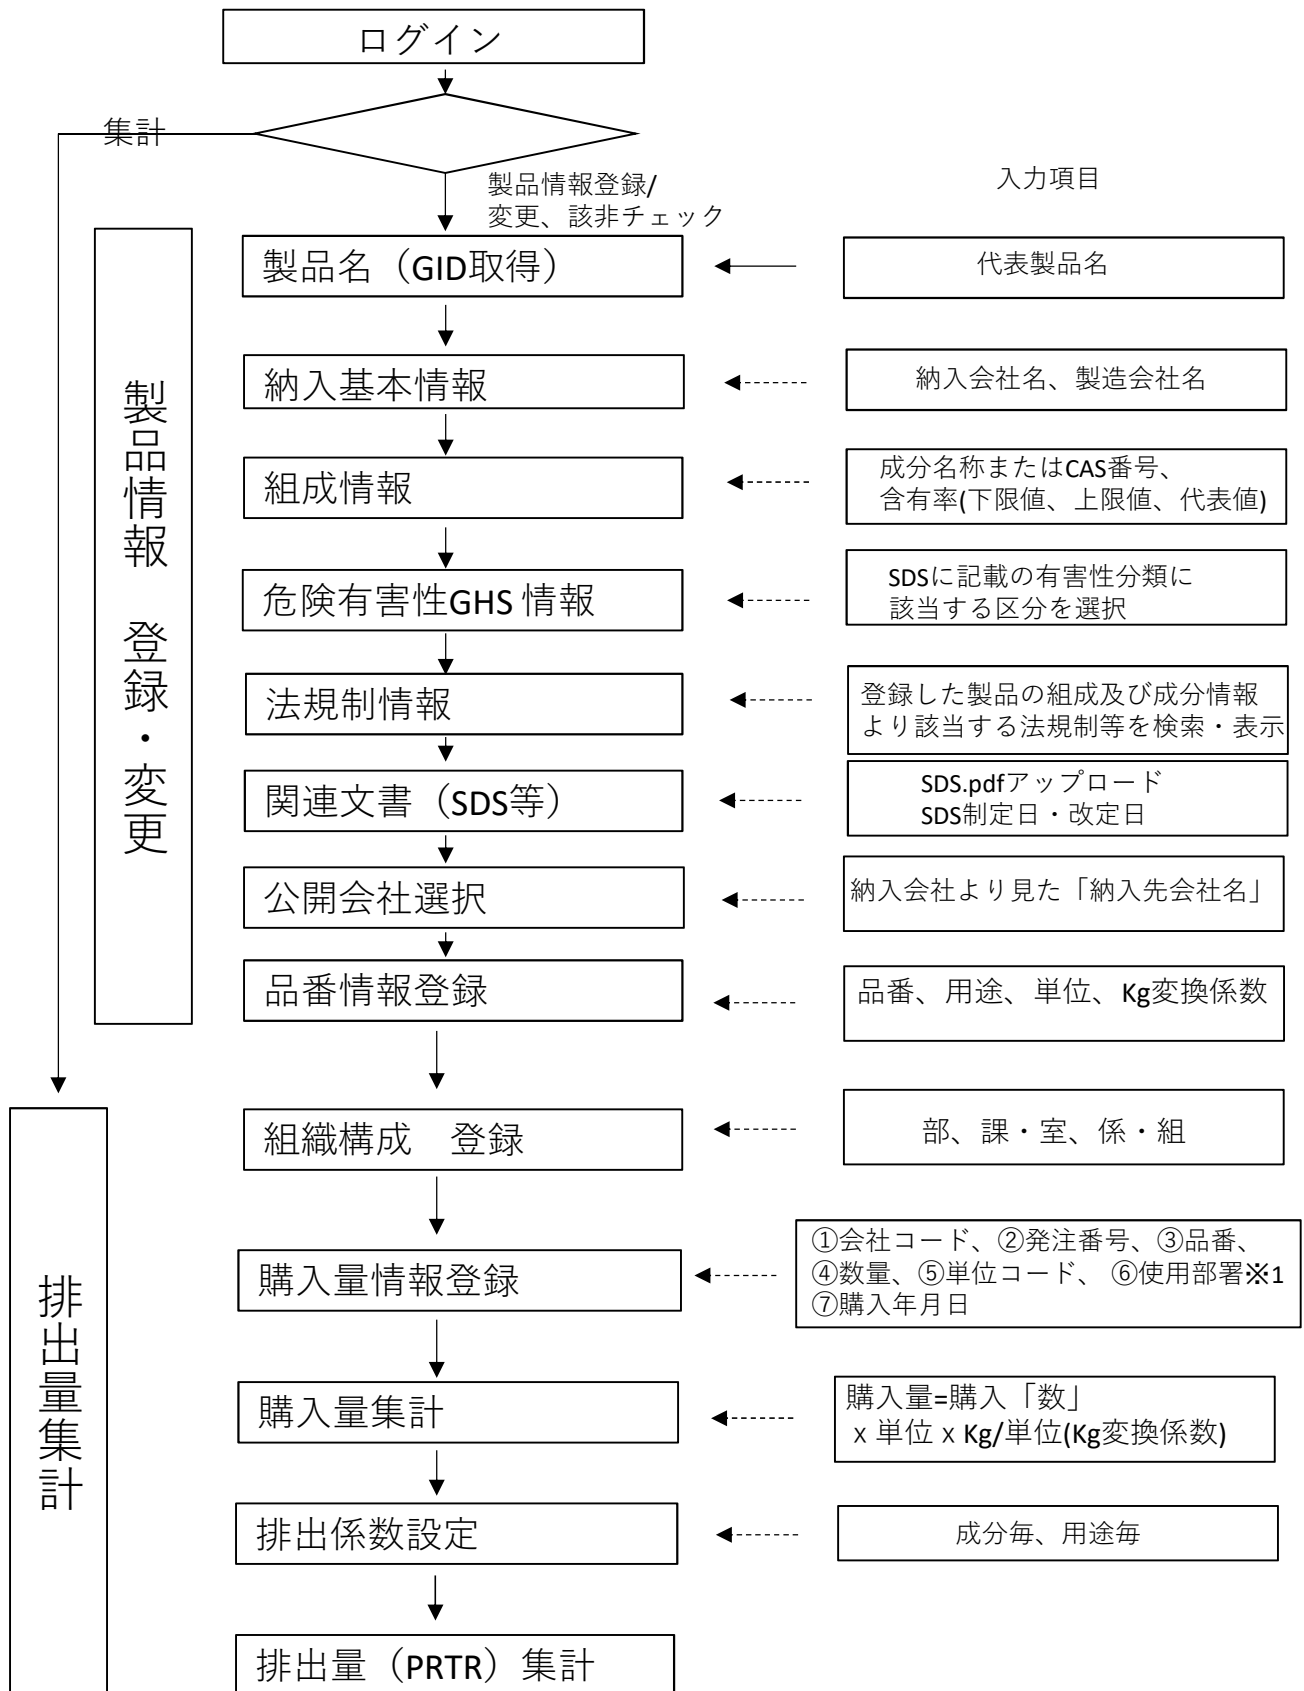 ログイン
集計
製品情報登録/
変更、該非チェック
入力項目
製品情報　登録・変更
製品名（GID取得）
代表製品名
納入基本情報
納入会社名、製造会社名
組成情報
成分名称またはCAS番号、
含有率(下限値、上限値、代表値)
危険有害性GHS 情報
SDSに記載の有害性分類に
該当する区分を選択
法規制情報
登録した製品の組成及び成分情報
より該当する法規制等を検索・表示
関連文書（SDS等）
SDS.pdfアップロード
SDS制定日・改定日
公開会社選択
納入会社より見た「納入先会社名」
品番情報登録
品番、用途、単位、Kg変換係数
排出量集計
組織構成　登録
部、課・室、係・組
購入量情報登録
①会社コード、②発注番号、③品番、
④数量、⑤単位コード、 ⑥使用部署※1
⑦購入年月日
購入量集計
購入量=購入「数」
x 単位 x Kg/単位(Kg変換係数)
排出係数設定
成分毎、用途毎
排出量（PRTR）集計